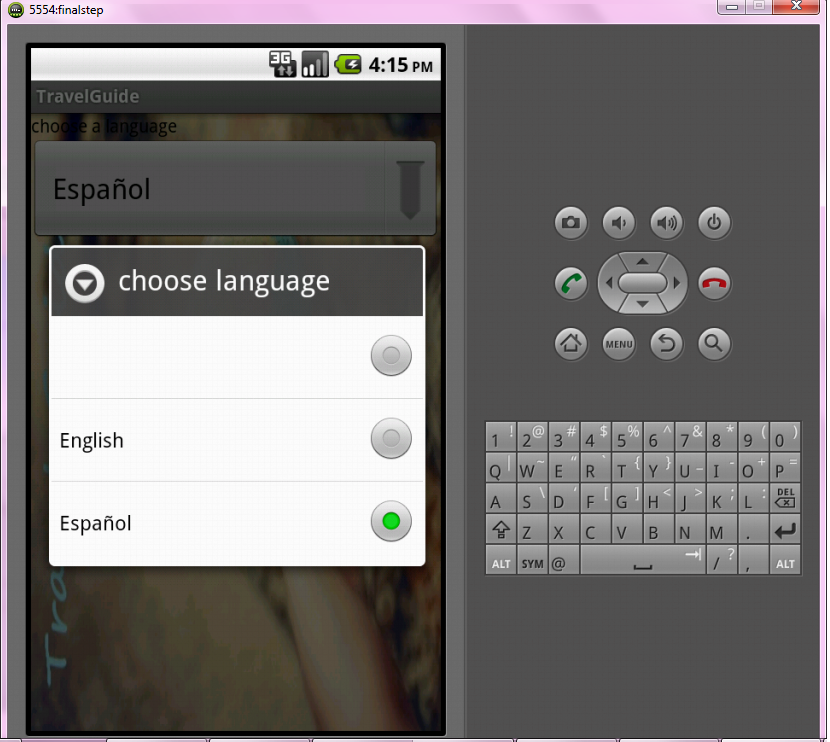 5554:finalstep
3G 4:15 PM
TravelGuide
choose a language
Español
choose language
English
Español
Tra
MENU
1 ! 2 @ 3 # 4 $ 5 % 6 ^ 7 & 8 * 9 ( 0 )
Q | W ~ E “ R ` T { Y } U _ I - O + P =
A S \ D ' F [ G ] H < J > K ; L : DEL
Z X C V B N M .
ALT SYM @ / ? , ALT